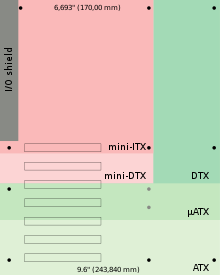 6,693" (170,00 mm)
I/O shield
mini-ITX
mini-DTX
DTX
µATX
ATX
9.6" (243,840 mm)